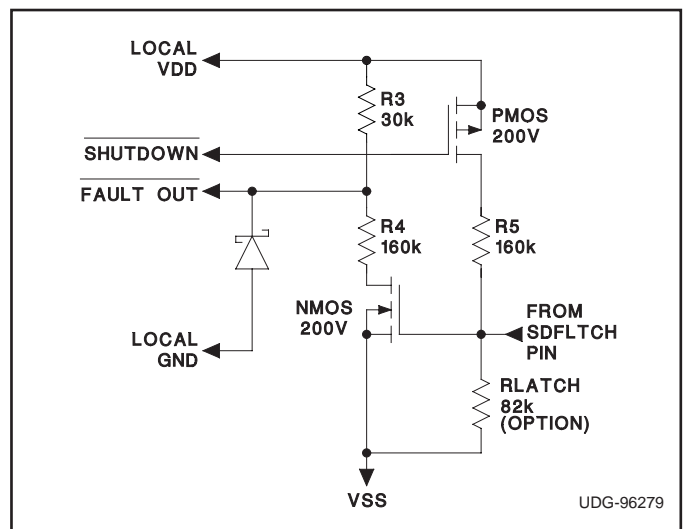 LOCAL
VDD
R3
30k
PMOS
200V
SHUTDOWN
FAULT OUT
R4
160k
R5
160k
NMOS
200V
FROM
SDFLTCH
PIN
LOCAL
GND
RLATCH
82k
(OPTION)
VSS
UDG-96279